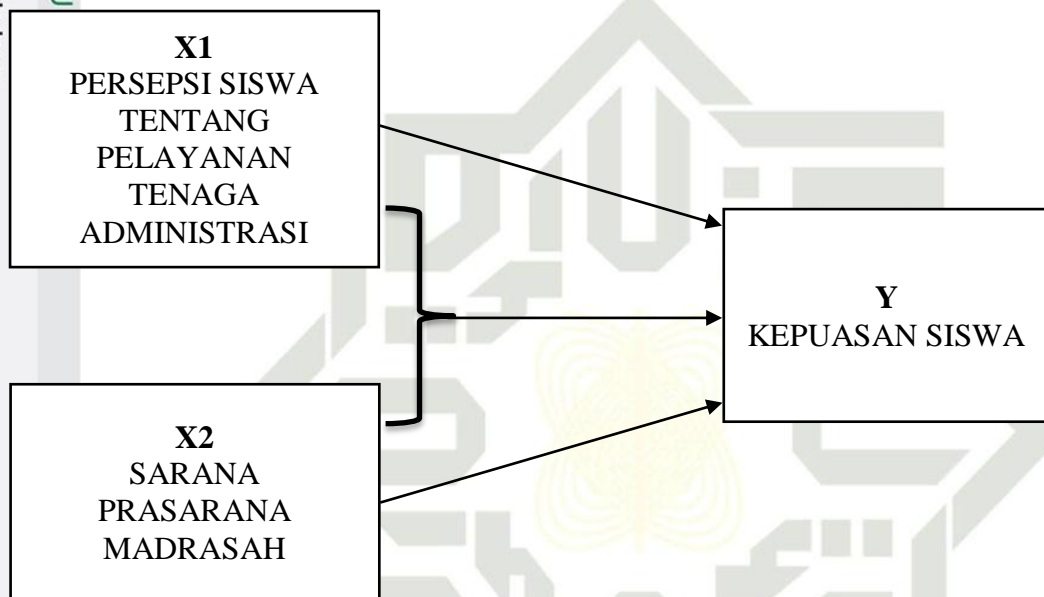 X1
PERSEPSI SISWA
TENTANG
PELAYANAN
TENAGA
ADMINISTRASI
Y
KEPUASAN SISWA
X2
SARANA
PRASARANA
MADRASAH